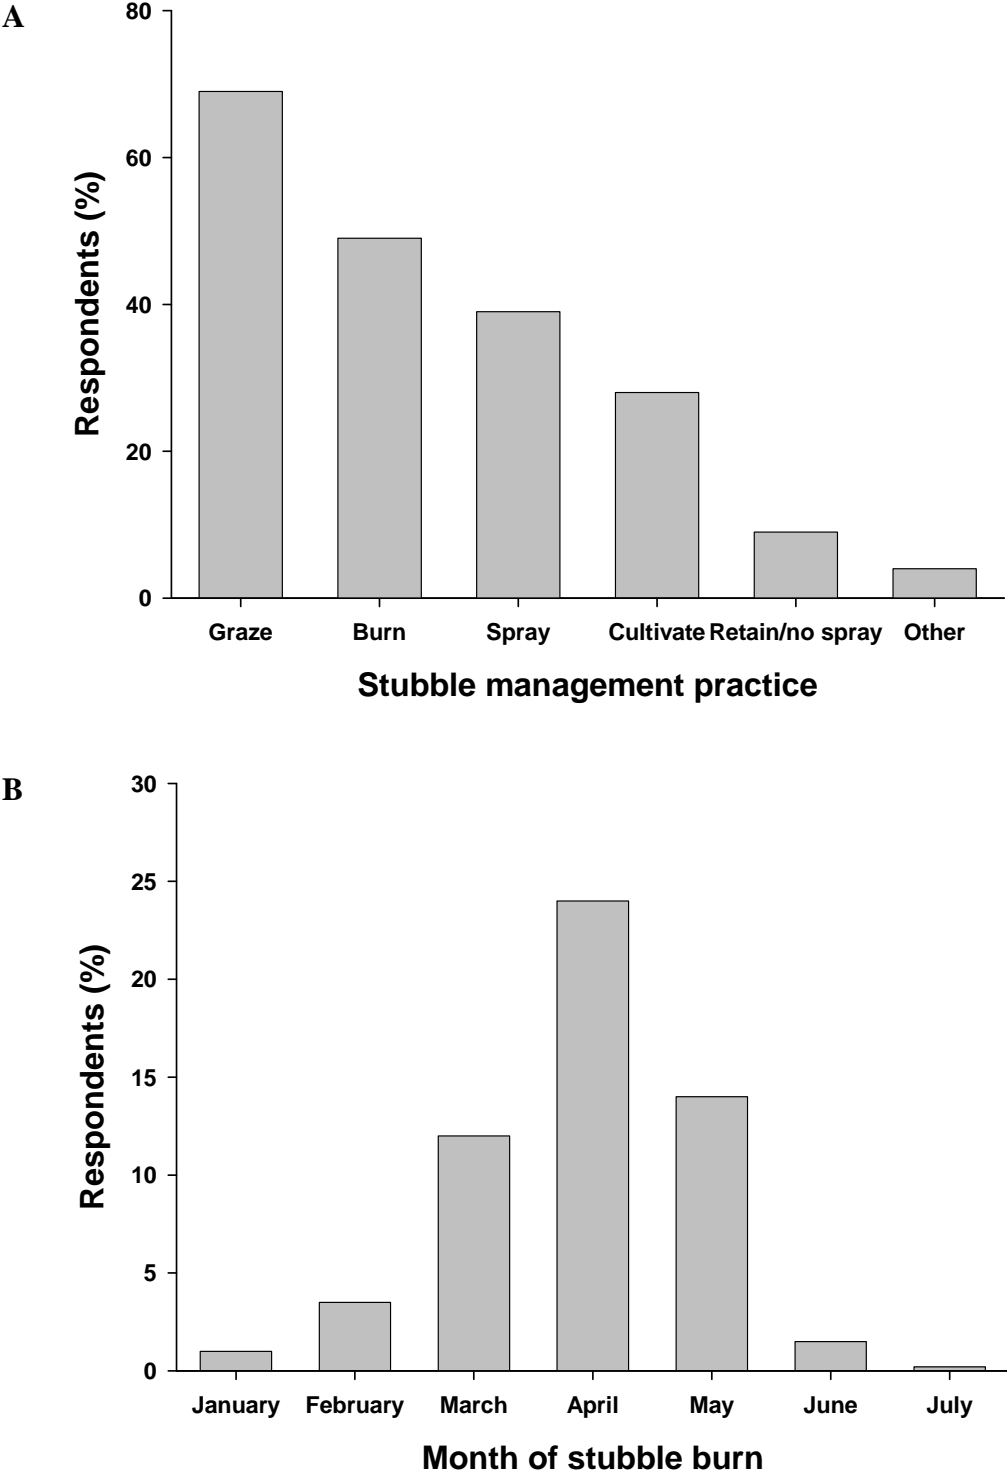 A
80
60
40
20
0
Respondents (%)
Graze Burn Spray Cultivate Retain/no spray Other
Stubble management practice
B
30
25
20
15
10
5
0
Respondents (%)
January February March April May June July
Month of stubble burn